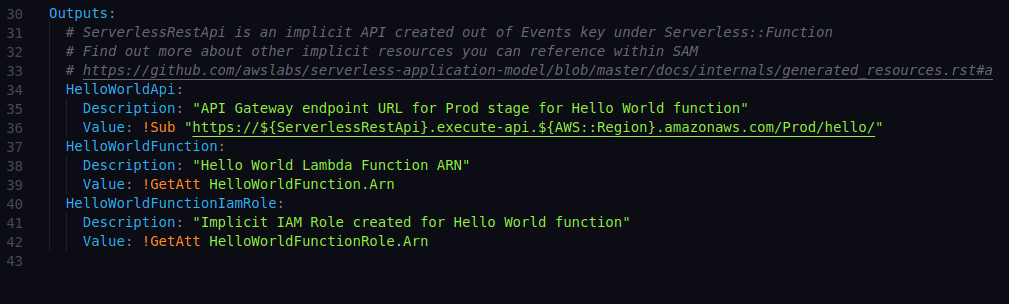 30 Outputs:
31 # ServerlessRestApi is an implicit API created out of Events key under Serverless::Function
32 # Find out more about other implicit resources you can reference within SAM
33 # https://github.com/awslabs/serverless-application-model/blob/master/docs/internals/generated_resources.rst#a
34 HelloWorldApi:
35 Description: "API Gateway endpoint URL for Prod stage for Hello World function"
36 Value: !Sub "https://${ServerlessRestApi}.execute-api.${AWS::Region}.amazonaws.com/Prod/hello/"
37 HelloWorldFunction:
38 Description: "Hello World Lambda Function ARN"
39 Value: !GetAtt HelloWorldFunction.Arn
40 HelloWorldFunctionIamRole:
41 Description: "Implicit IAM Role created for Hello World function"
42 Value: !GetAtt HelloWorldFunctionRole.Arn
43